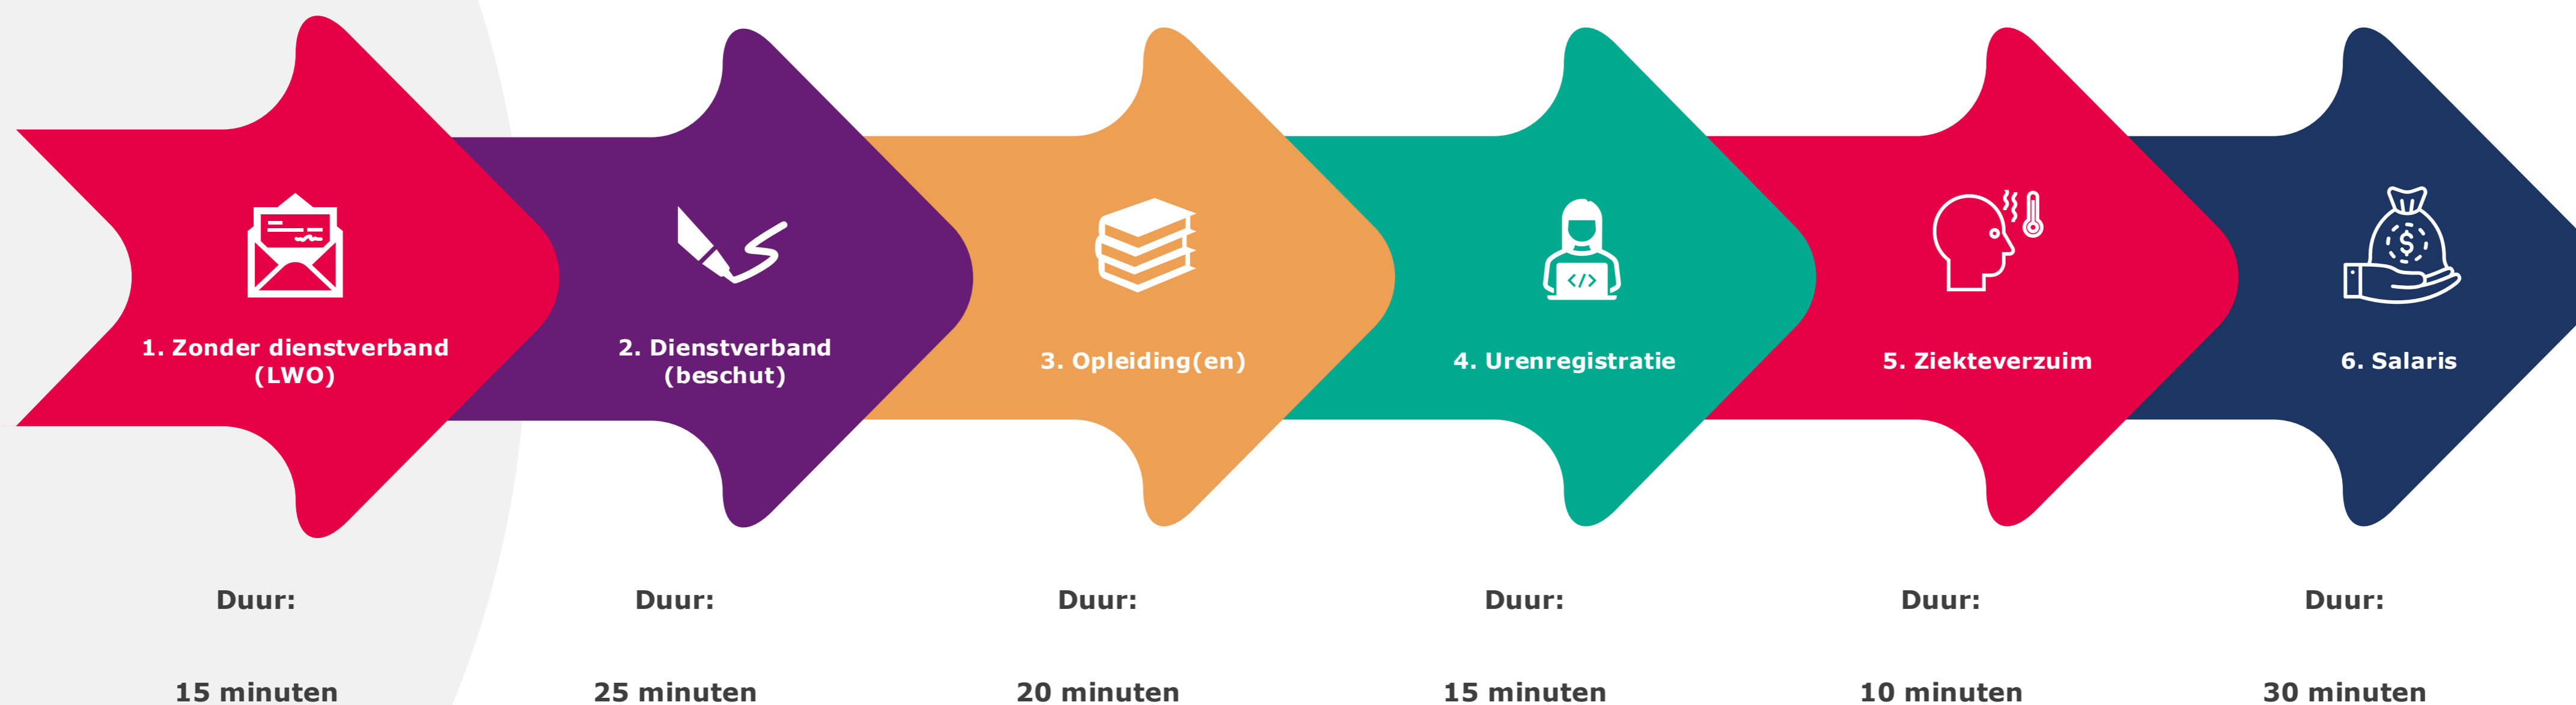 1. Zonder dienstverband
(LWO)
2. Dienstverband
(beschut)
3. Opleiding(en)
4. Urenregistratie
5. Ziekteverzuim
6. Salaris
Duur:
15 minuten
Duur:
25 minuten
Duur:
20 minuten
Duur:
15 minuten
Duur:
10 minuten
Duur:
30 minuten